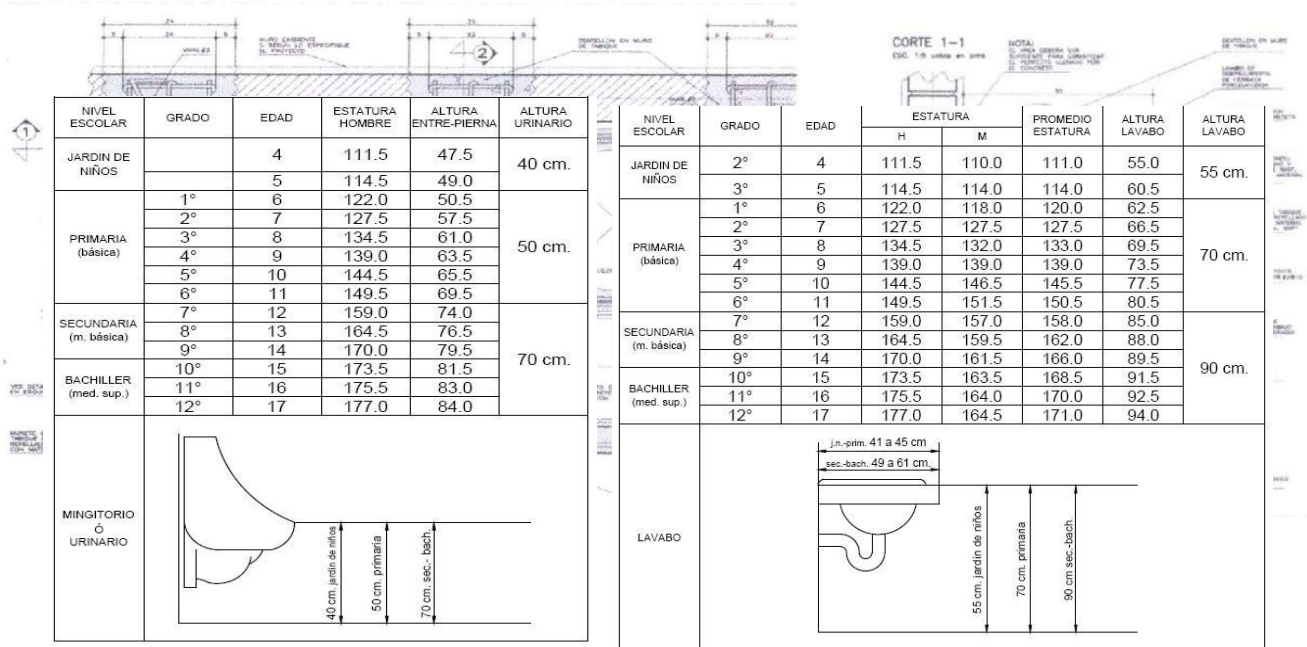 CORTE 1-1
NOTA:
NIVEL ESCOLAR GRADO EDAD ESTATURA HOMBRE ALTURA ENTRE-PIERNA ALTURA URINARIO
JARDIN DE NIÑOS 4 111.5 47.5 40 cm.
5 114.5 49.0
PRIMARIA (básica) 1° 6 122.0 50.5 50 cm.
2° 7 127.5 57.5
3° 8 134.5 61.0
4° 9 139.0 63.5
5° 10 144.5 65.5
6° 11 149.5 69.5
SECUNDARIA (m. básica) 7° 12 159.0 74.0 70 cm.
8° 13 164.5 76.5
9° 14 170.0 79.5
BACHILLER (med. sup.) 10° 15 173.5 81.5
11° 16 175.5 83.0
12° 17 177.0 84.0
MINGITORIO
Ó
URINARIO
40 cm. jardin de niños
50 cm. primaria
70 cm. sec.- bach.
NIVEL ESCOLAR GRADO EDAD ESTATURA PROMEDIO ESTATURA ALTURA LAVABO ALTURA LAVABO
H M
JARDIN DE NIÑOS 2° 4 111.5 110.0 111.0 55.0 55 cm.
3° 5 114.5 114.0 114.0 60.5
PRIMARIA (básica) 1° 6 122.0 118.0 120.0 62.5 70 cm.
2° 7 127.5 127.5 127.5 66.5
3° 8 134.5 132.0 133.0 69.5
4° 9 139.0 139.0 139.0 73.5
5° 10 144.5 146.5 145.5 77.5
6° 11 149.5 151.5 150.5 80.5
SECUNDARIA (m. básica) 7° 12 159.0 157.0 158.0 85.0 90 cm.
8° 13 164.5 159.5 162.0 88.0
9° 14 170.0 161.5 166.0 89.5
BACHILLER (med. sup.) 10° 15 173.5 163.5 168.5 91.5
11° 16 175.5 164.0 170.0 92.5
12° 17 177.0 164.5 171.0 94.0
LAVABO
j.n.-prim. 41 a 45 cm
sec.-bach. 49 a 61 cm.
55 cm. jardin de niños
70 cm. primaria
90 cm sec.-bach.